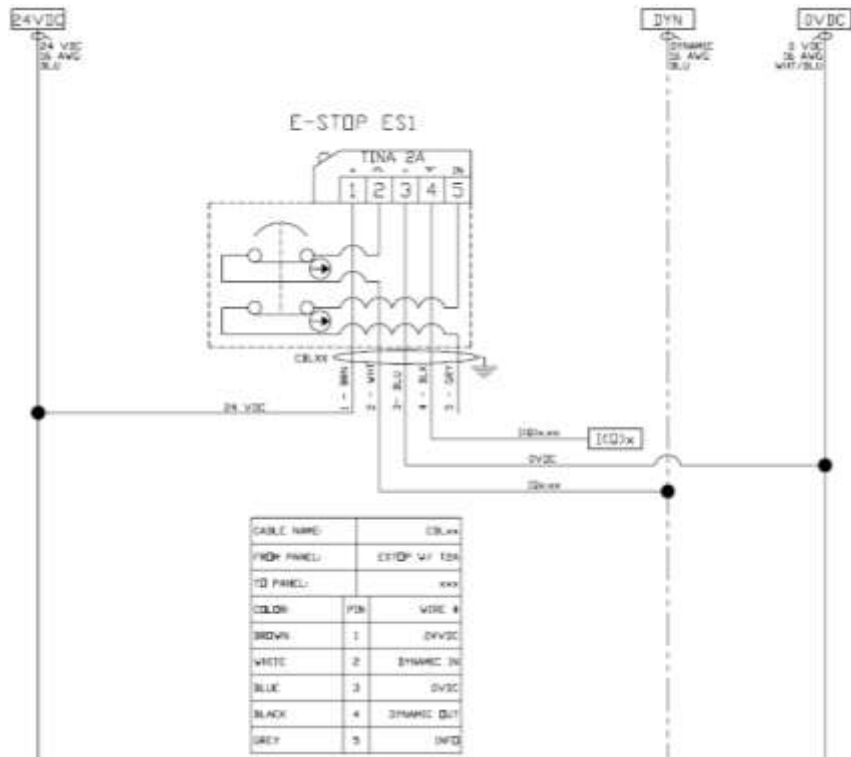 24VDC
DYN
0VDC
24 VDC
16 AWG
BLU
DYNAMIC
16 AWG
BLU
0 VDC
16 AWG
WHT/BLU
E-STOP ES1
TINA 2A
+ - IN
1 2 3 4 5
CBLXX
1 - BRN
2 - WHT
3- BLU
4 - BLK
5 - GRY
24 VDC
I(Q)x
0VDC
CABLE NAME: CBLxx
FROM PANEL: ESTOP W/ T2A
TO PANEL: xxx
COLOR: PIN WIRE #
BROWN 1 24VDC
WHITE 2 DYNAMIC IN
BLUE 3 0VDC
BLACK 4 DYNAMIC OUT
GREY 5 INFO